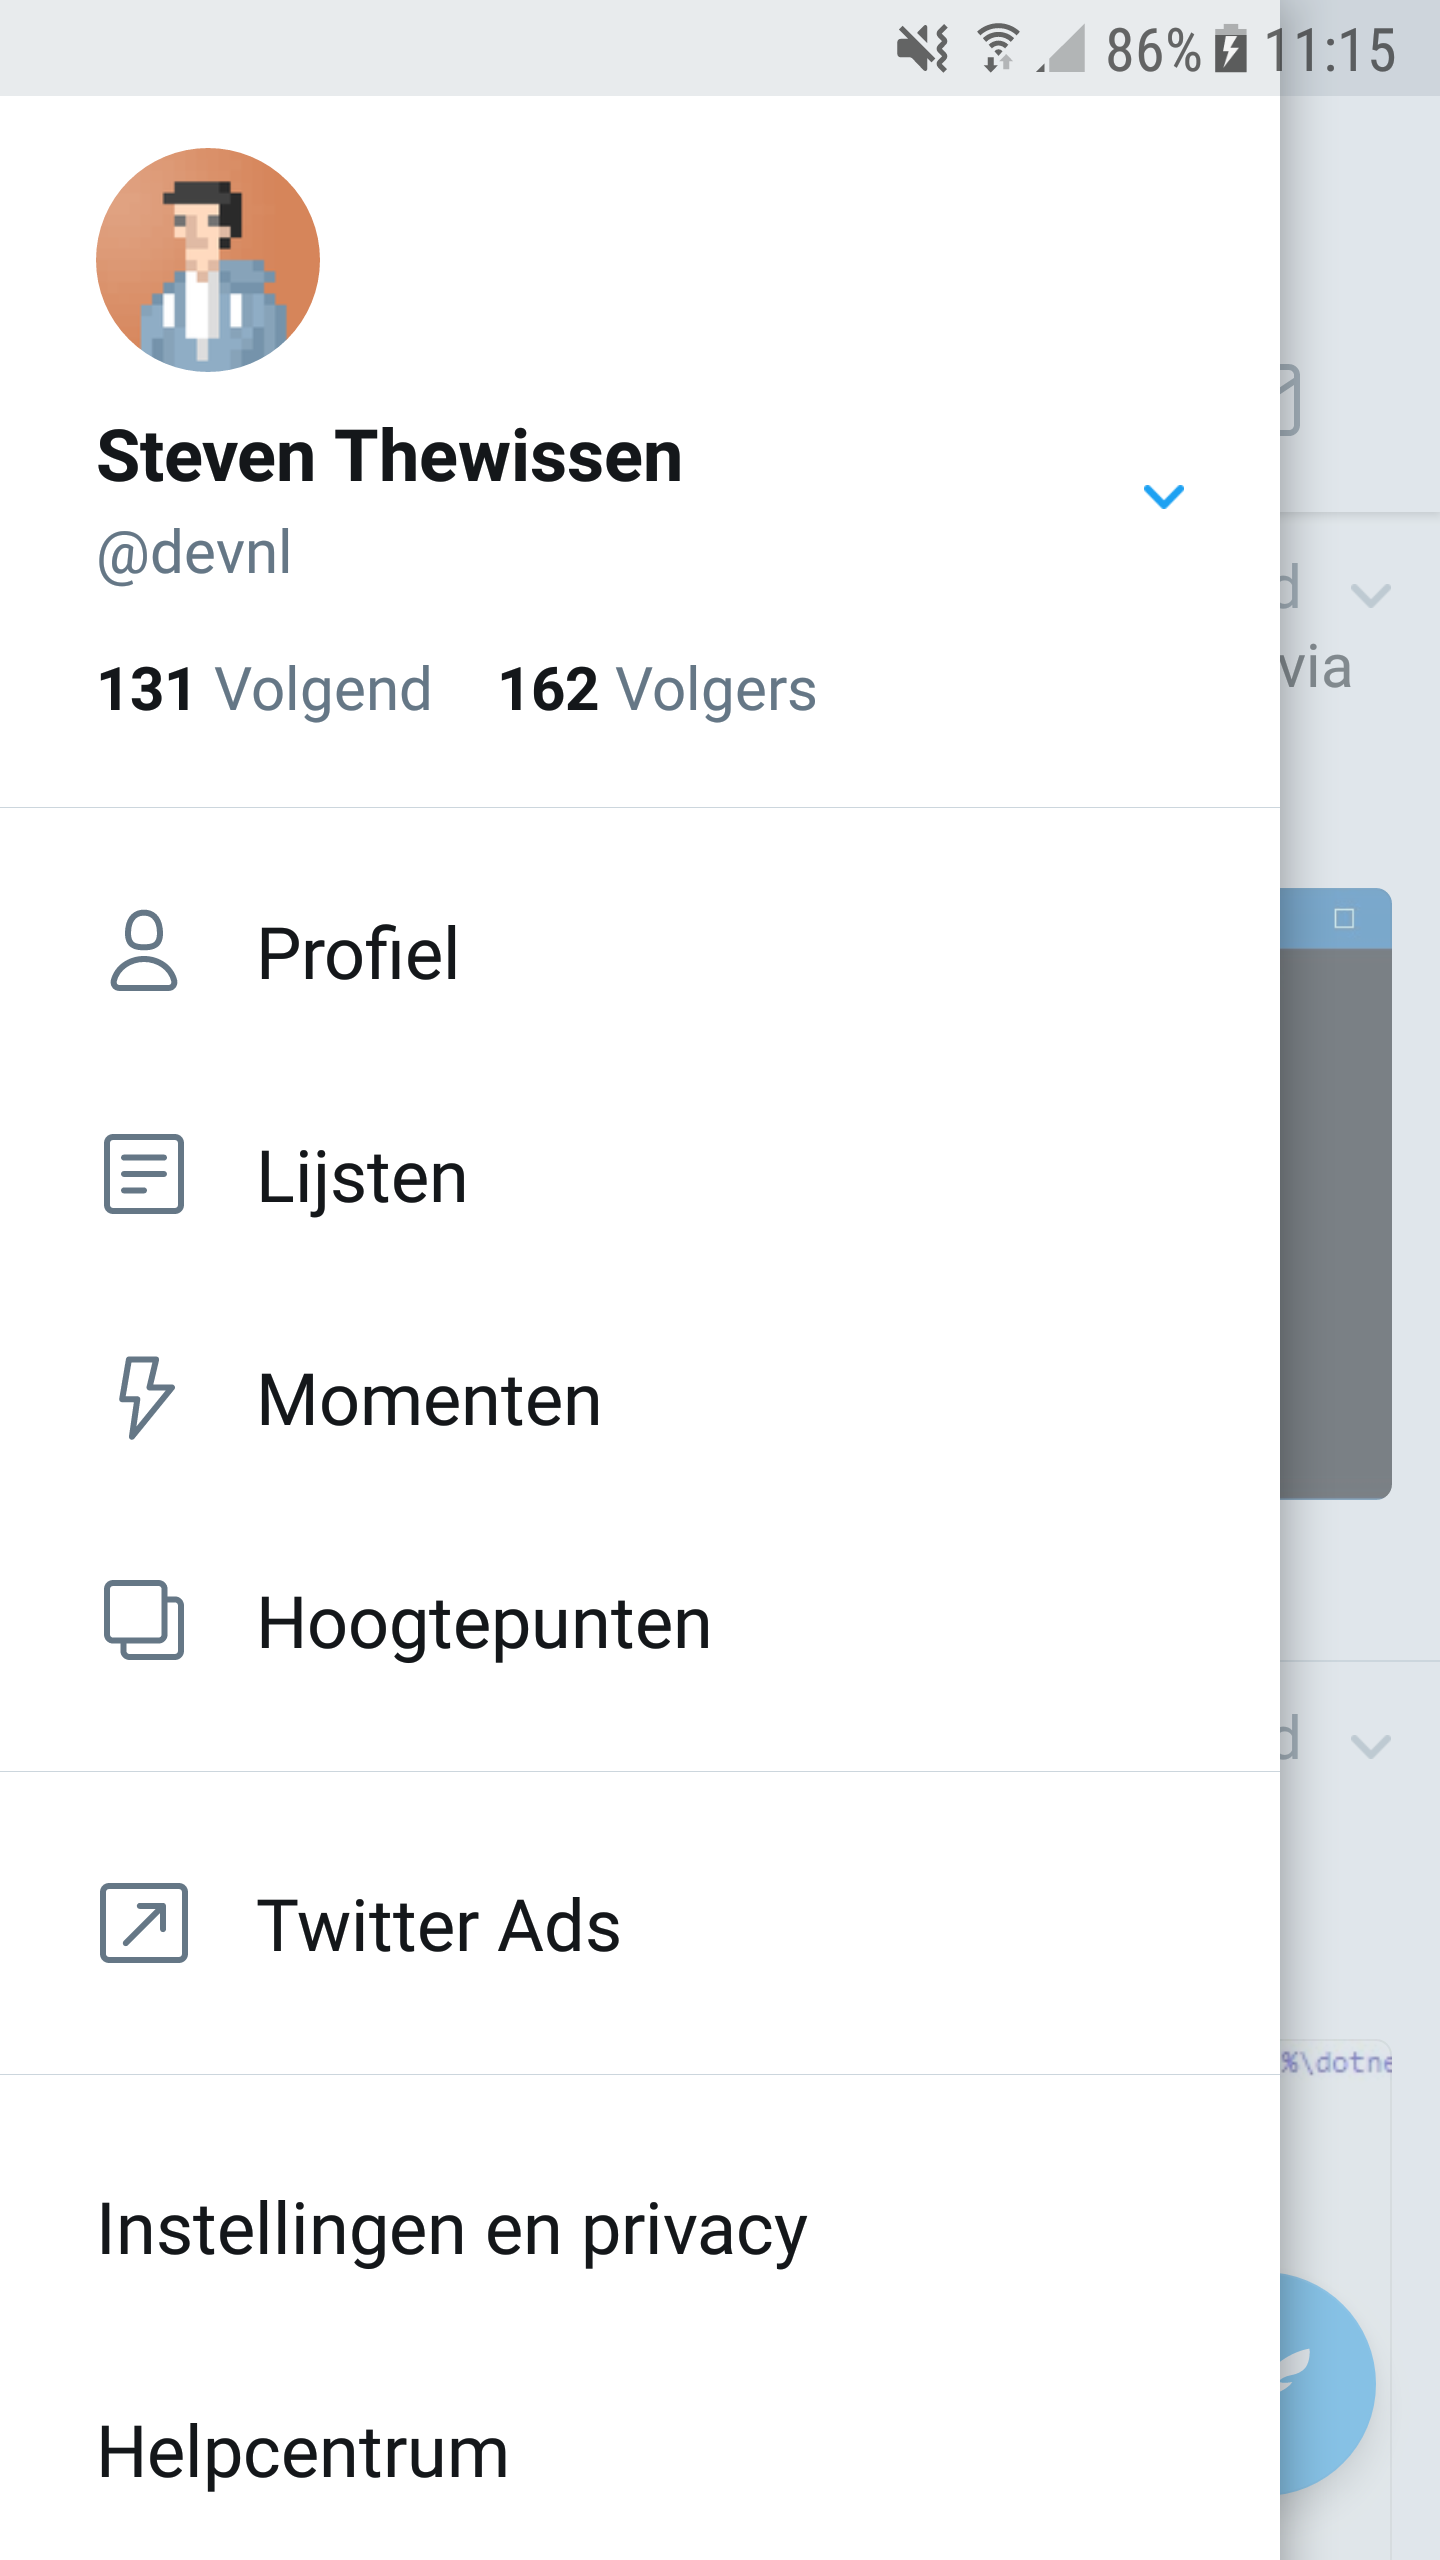 86% 11:15
Steven Thewissen
@devnl
131 Volgend 162 Volgers
d
via
Profiel
Lijsten
Momenten
Hoogtepunten
d
Twitter Ads
%\dotne
Instellingen en privacy
Helpcentrum